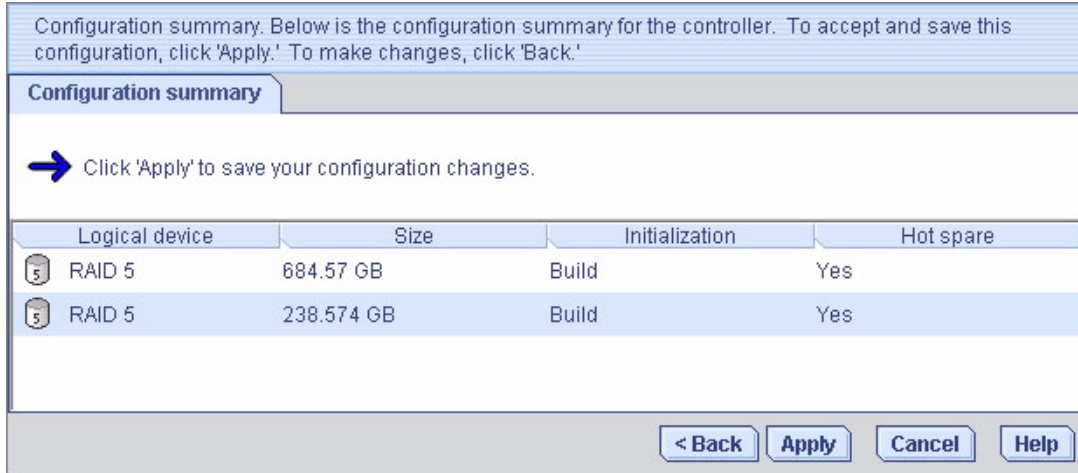 Configuration summary. Below is the configuration summary for the controller. To accept and save this
configuration, click 'Apply.' To make changes, click 'Back.'
Configuration summary
Click 'Apply' to save your configuration changes.
Logical device Size Initialization Hot spare
5 RAID 5 684.57 GB Build Yes
5 RAID 5 238.574 GB Build Yes
< Back Apply Cancel Help